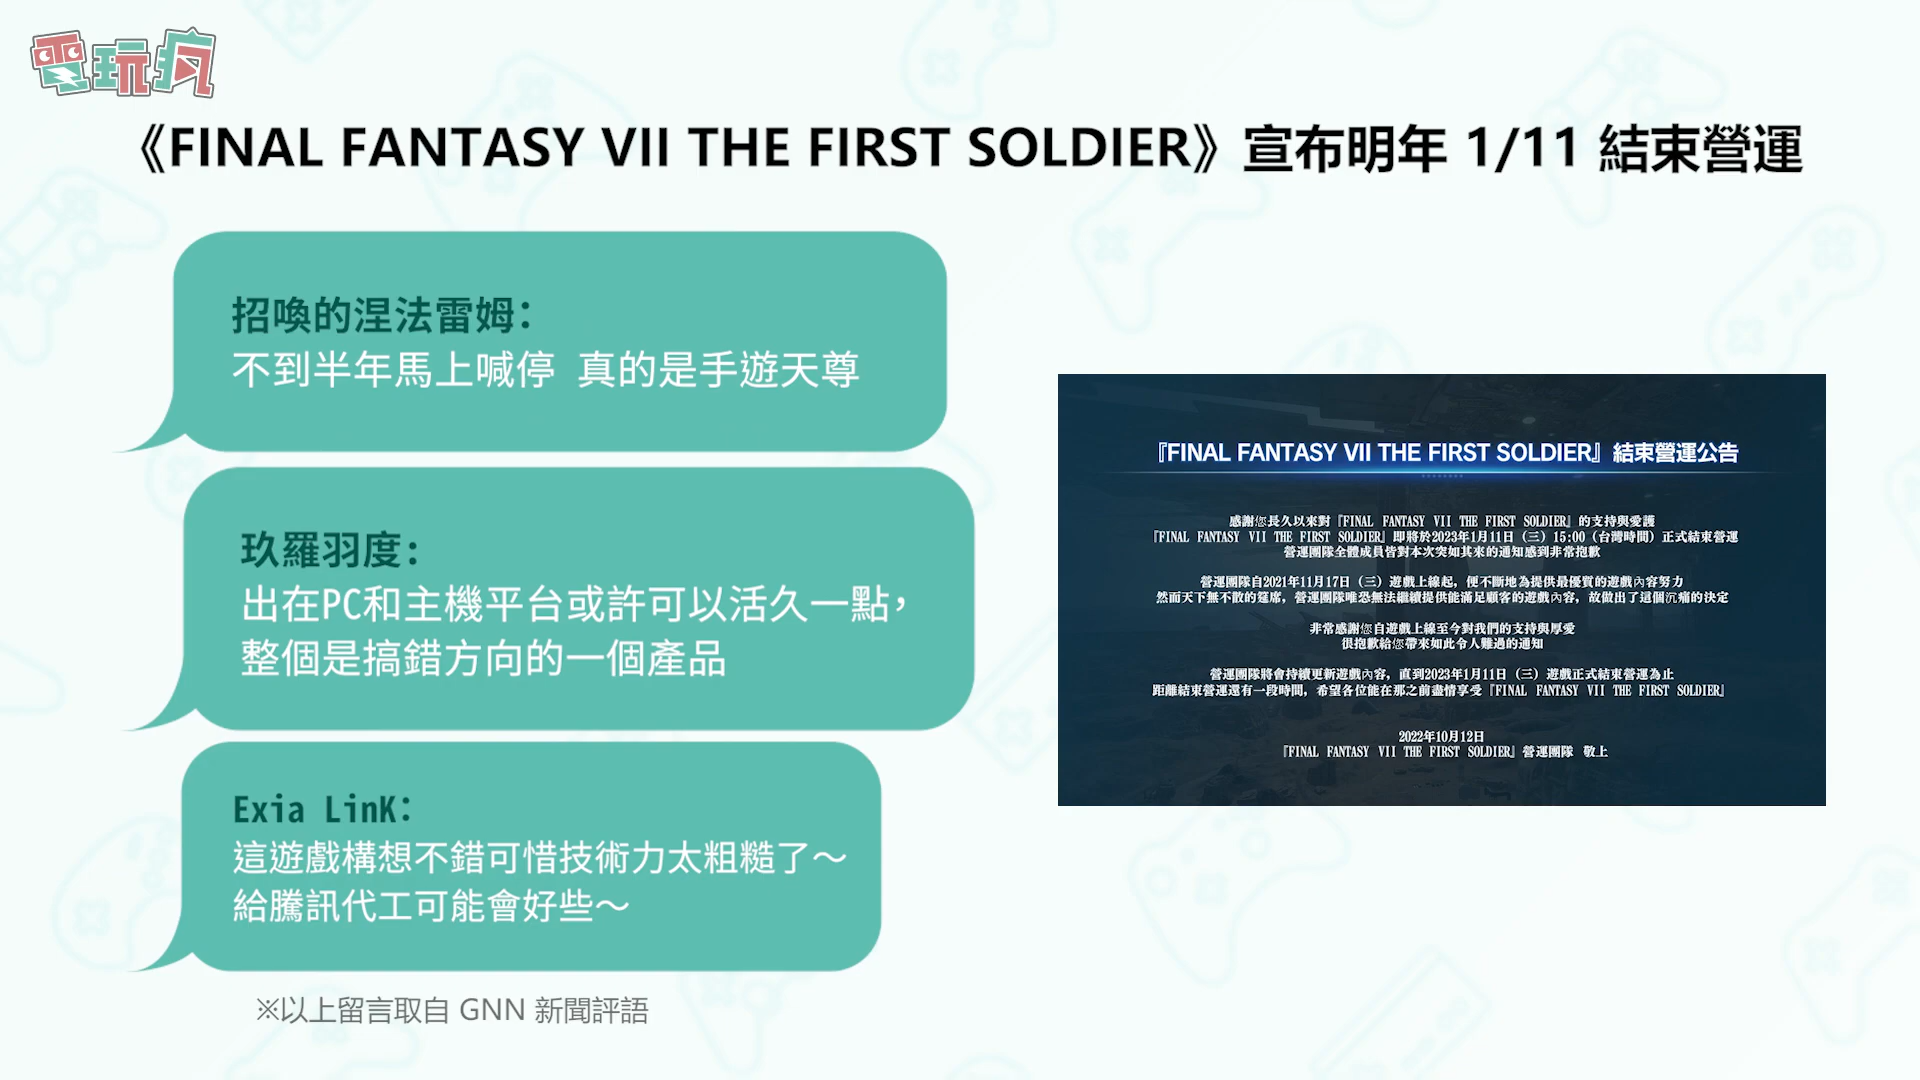 電玩瘋
《FINAL FANTASY VII THE FIRST SOLDIER》宣布明年 1/11 結束營運
招喚的涅法雷姆:
不到半年馬上喊停 真的是手遊天尊
玖羅羽度:
出在PC和主機平台或許可以活久一點,
整個是搞錯方向的一個產品
Exia LinK:
這遊戲構想不錯可惜技術力太粗糙了～
給騰訊代工可能會好些～
※以上留言取自 GNN 新聞評語
『FINAL FANTASY VII THE FIRST SOLDIER』結束營運公告
感謝您長久以來對『FINAL FANTASY VII THE FIRST SOLDIER』的支持與愛護
『FINAL FANTASY VII THE FIRST SOLDIER』即將於2023年1月11日（三）15:00（台灣時間）正式結束營運
營運團隊全體成員皆對本次突如其來的通知感到非常抱歉
營運團隊自2021年11月17日（三）遊戲上線起，便不斷地為提供最優質的遊戲內容努力
然而天下無不散的筵席，營運團隊唯恐無法繼續提供能滿足顧客的遊戲內容，故做出了這個沉痛的決定
非常感謝您自遊戲上線至今對我們的支持與厚愛
很抱歉給您帶來如此令人難過的通知
營運團隊將會持續更新遊戲內容，直到2023年1月11日（三）遊戲正式結束營運為止
距離結束營運還有一段時間，希望各位能在那之前盡情享受『FINAL FANTASY VII THE FIRST SOLDIER』
2022年10月12日
『FINAL FANTASY VII THE FIRST SOLDIER』營運團隊 敬上